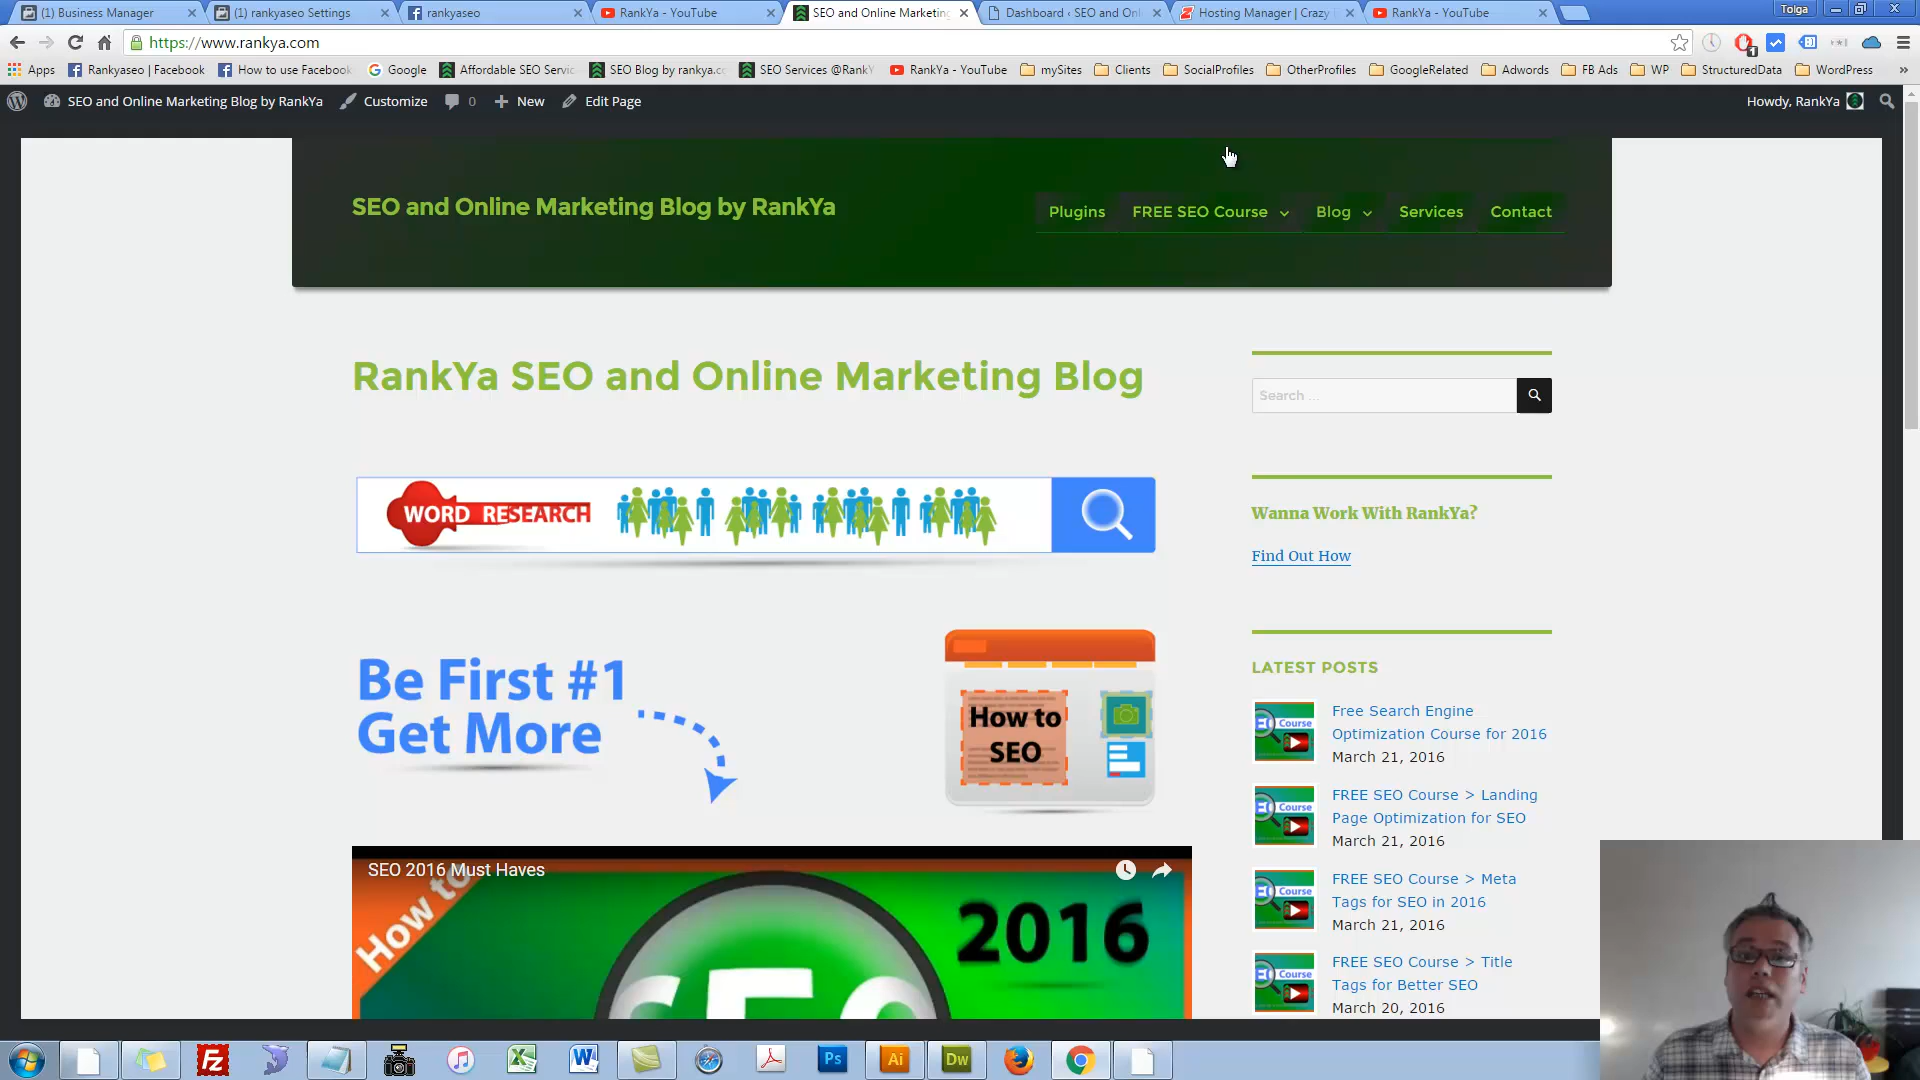 (1) Business Manager
(1) rankyaseo Settings
rankyaseo
RankYa - YouTube
SEO and Online Marketing
Dashboard ‹ SEO and Onl
Hosting Manager | Crazy
RankYa - YouTube
Tolga
https://www.rankya.com
1
Apps
Rankyaseo | Facebook
How to use Facebook
Google
Affordable SEO Servic
SEO Blog by rankya.c
SEO Services @RankY
RankYa - YouTube
mySites
Clients
SocialProfiles
OtherProfiles
GoogleRelated
Adwords
FB Ads
WP
StructuredData
WordPress
»
SEO and Online Marketing Blog by RankYa
Customize
0
New
Edit Page
Howdy, RankYa
SEO and Online Marketing Blog by RankYa
Plugins
FREE SEO Course
Blog
Services
Contact
RankYa SEO and Online Marketing Blog
Search ...
WORD RESEARCH
Wanna Work With RankYa?
Find Out How
Be First #1
Get More
How to
SEO
LATEST POSTS
Free Search Engine
Optimization Course for 2016
March 21, 2016
FREE SEO Course > Landing
Page Optimization for SEO
March 21, 2016
FREE SEO Course > Meta
Tags for SEO in 2016
March 21, 2016
FREE SEO Course > Title
Tags for Better SEO
March 20, 2016
SEO 2016 Must Haves
How to
2016
SEO
Fz
Ps
Ai
Dw